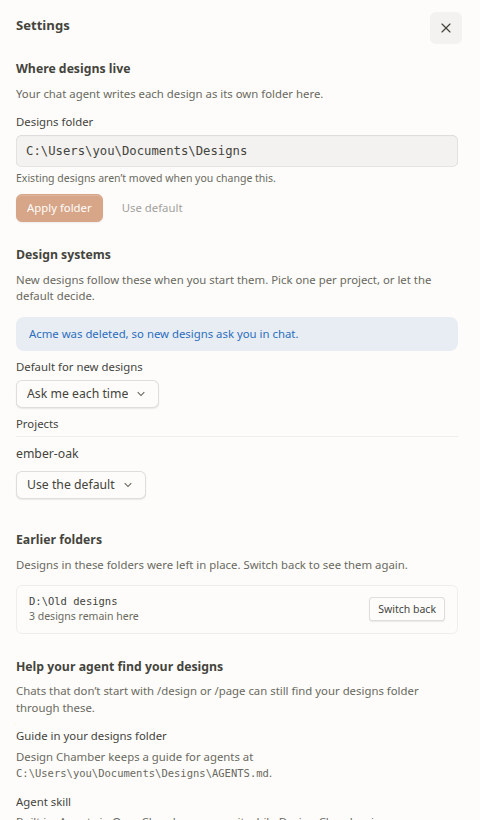 Settings
Where designs live
Your chat agent writes each design as its own folder here.
Designs folder
C:\Users\you\Documents\Designs
Existing designs aren't moved when you change this.
Apply folder
Use default
Design systems
New designs follow these when you start them. Pick one per project, or let the
default decide.
Acme was deleted, so new designs ask you in chat.
Default for new designs
Ask me each time
Projects
ember-oak
Use the default
Earlier folders
Designs in these folders were left in place. Switch back to see them again.
D:\Old designs
3 designs remain here
Switch back
Help your agent find your designs
Chats that don't start with /design or /page can still find your designs folder
through these.
Guide in your designs folder
Design Chamber keeps a guide for agents at
C:\Users\you\Documents\Designs\AGENTS.md.
Agent skill